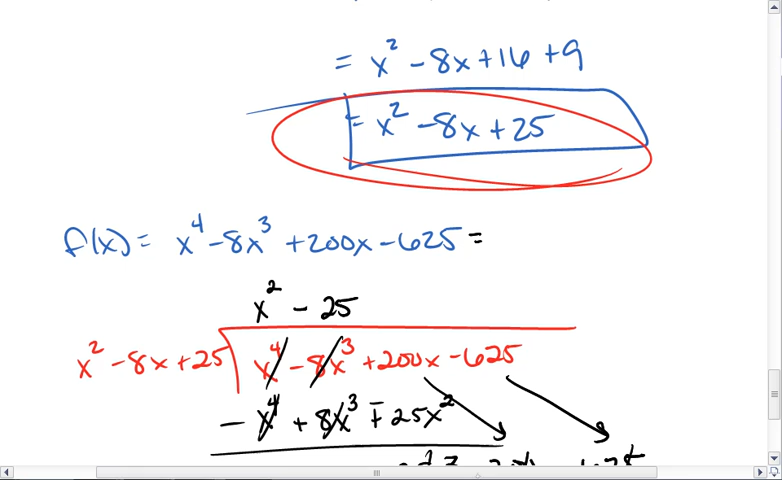 = x² - 8x + 16 + 9
= x² - 8x + 25
f(x) = x⁴ - 8x³ + 200x - 625 =
x² - 25
x² - 8x + 25 x⁴ - 8x³ + 200x - 625
- x⁴ + 8x³ ∓ 25x²